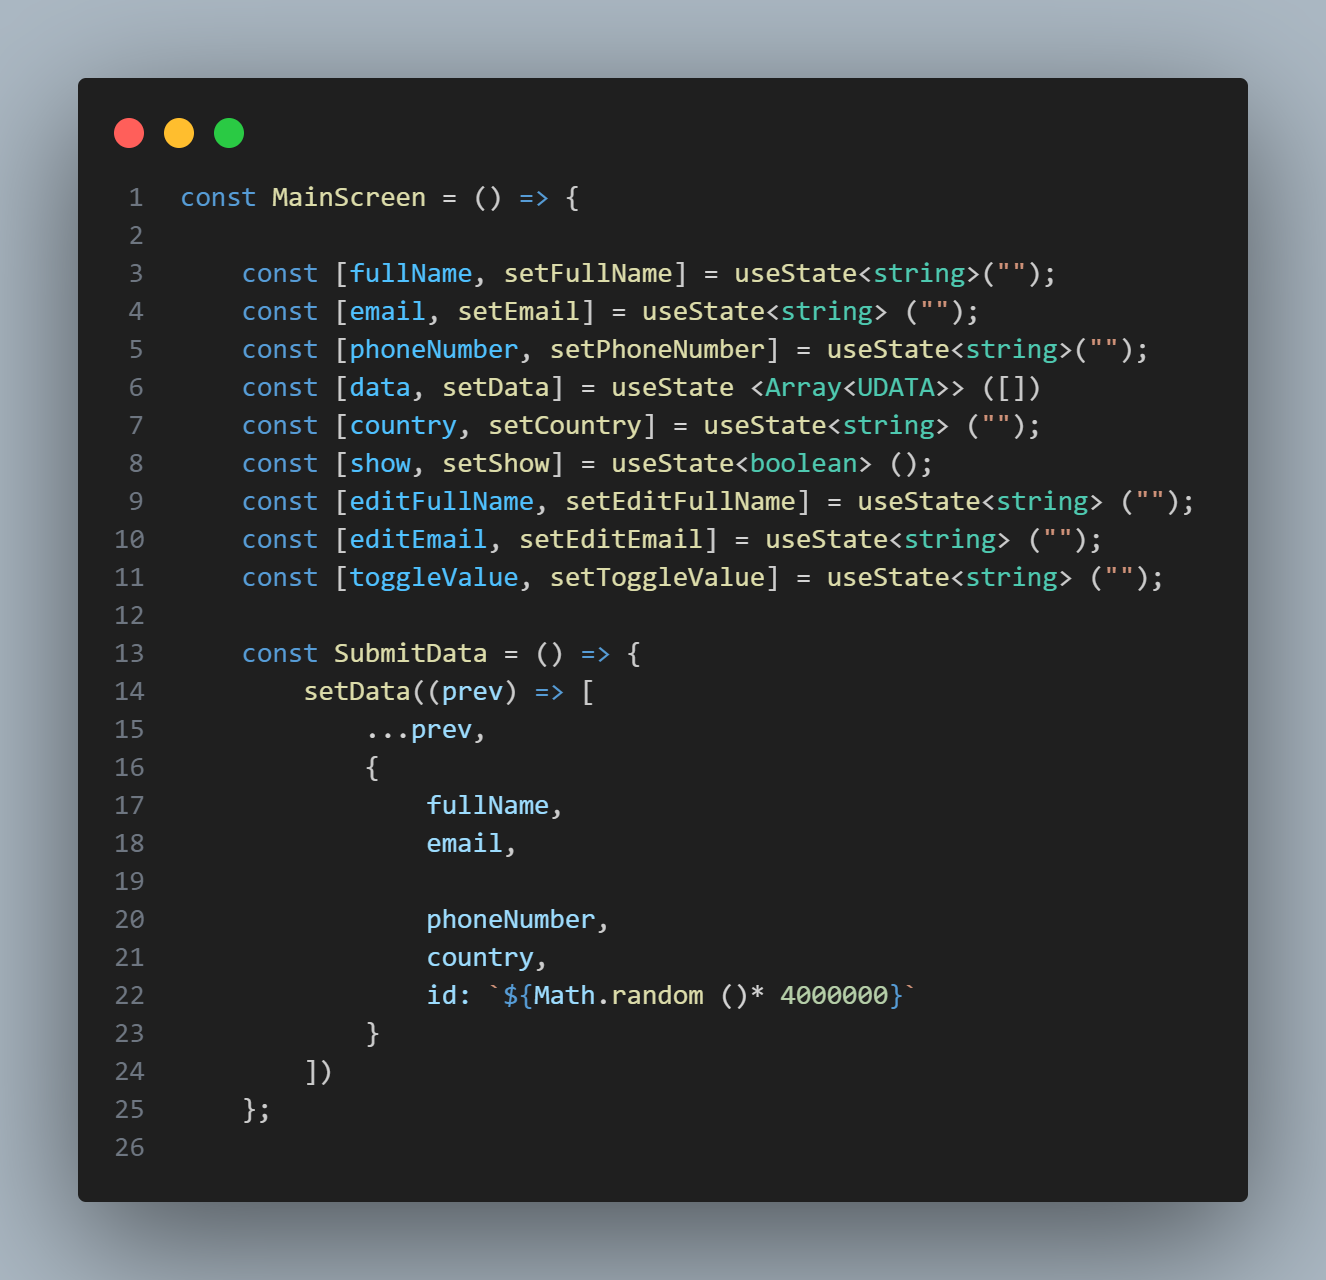 1 const MainScreen = () => {
2
3     const [fullName, setFullName] = useState<string>("");
4     const [email, setEmail] = useState<string> ("");
5     const [phoneNumber, setPhoneNumber] = useState<string>("");
6     const [data, setData] = useState <Array<UDATA>> ([])
7     const [country, setCountry] = useState<string> ("");
8     const [show, setShow] = useState<boolean> ();
9     const [editFullName, setEditFullName] = useState<string> ("");
10     const [editEmail, setEditEmail] = useState<string> ("");
11     const [toggleValue, setToggleValue] = useState<string> ("");
12
13     const SubmitData = () => {
14         setData((prev) => [
15             ...prev,
16             {
17                 fullName,
18                 email,
19
20                 phoneNumber,
21                 country,
22                 id: `${Math.random ()* 4000000}`
23             }
24         ])
25     };
26